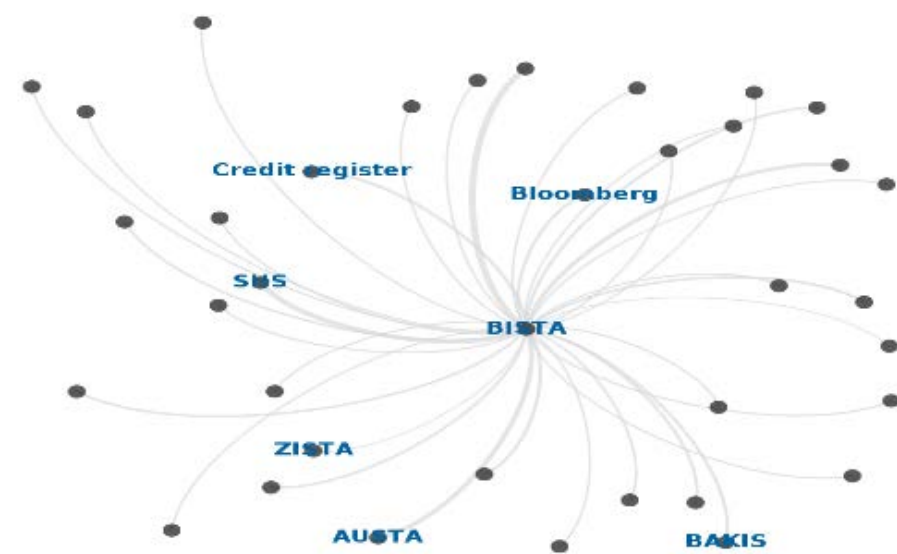 Credit register
Bloomberg
SHS
BISTA
ZISTA
AUSTA
BAKIS